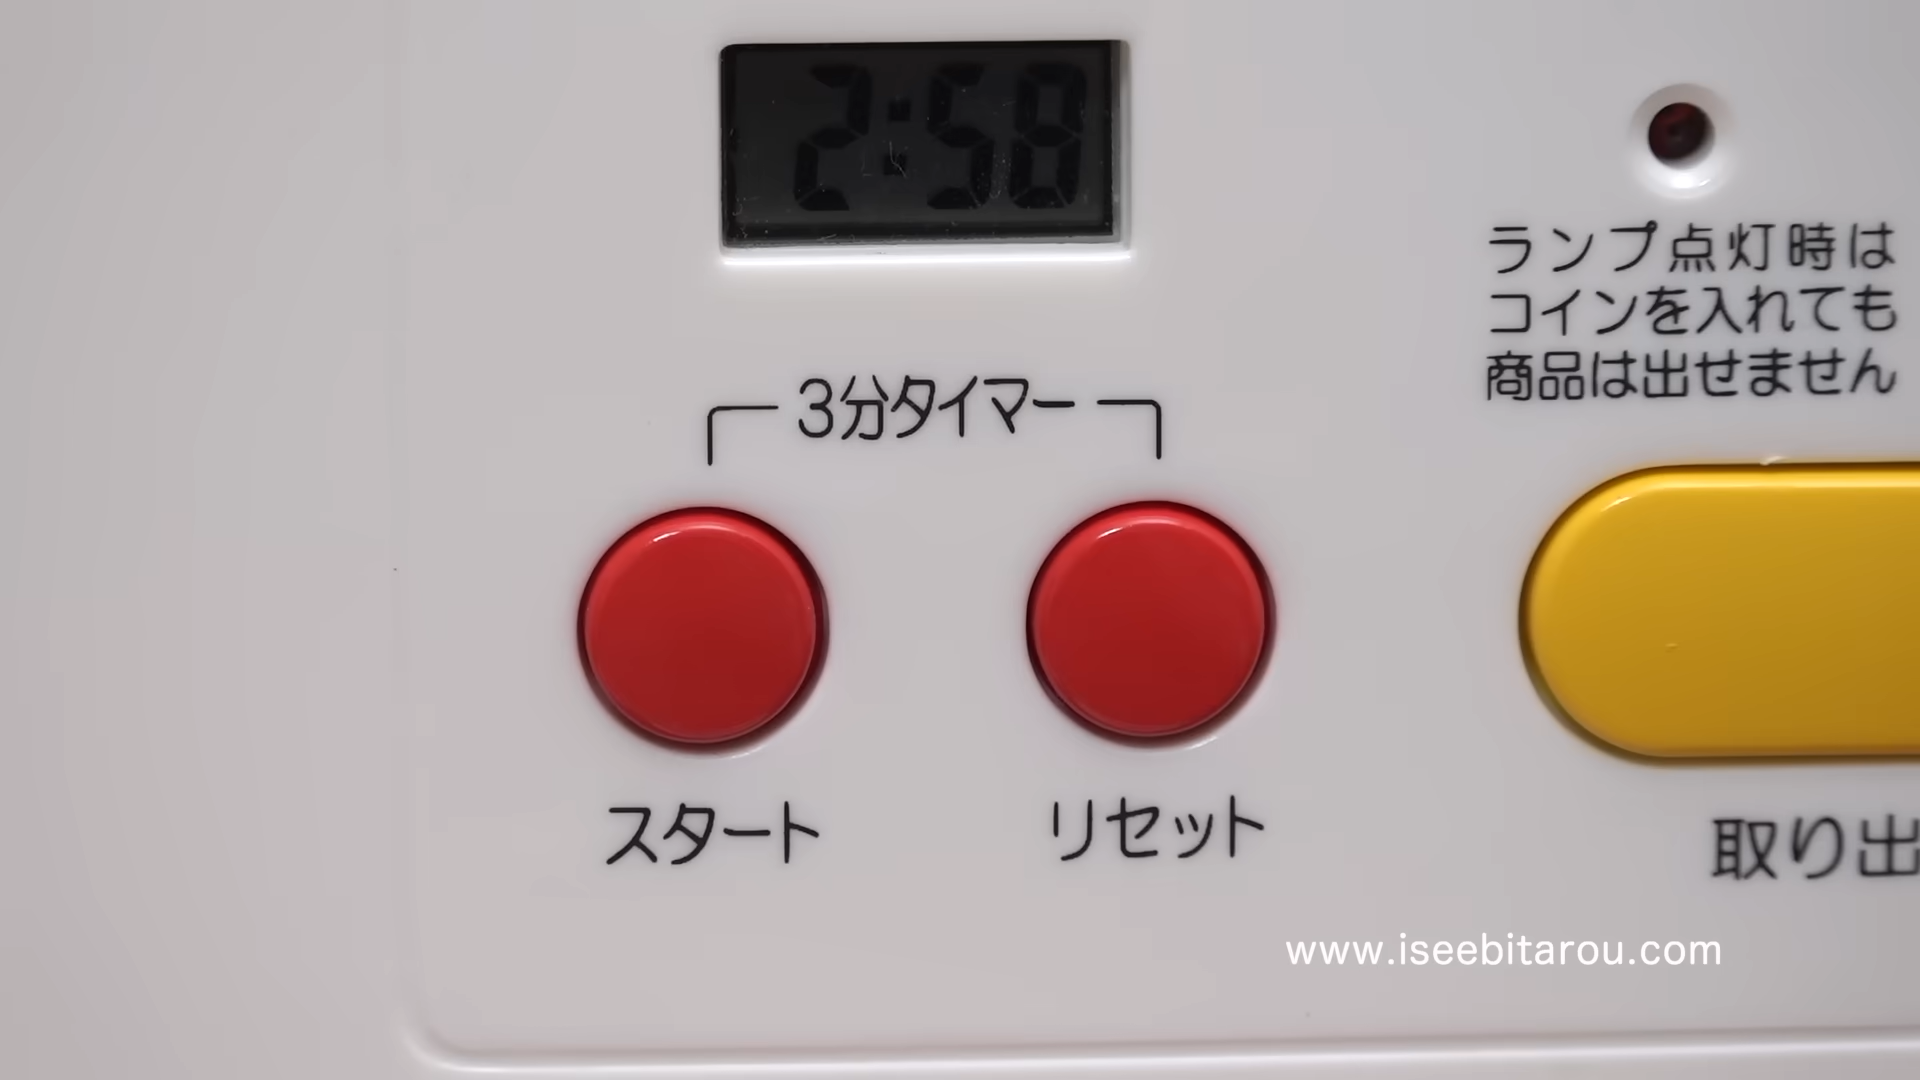 2:58
ランプ点灯時は
コインを入れても
商品は出せません
3分タイマー
スタート
リセット
取り出
www.iseebitarou.com